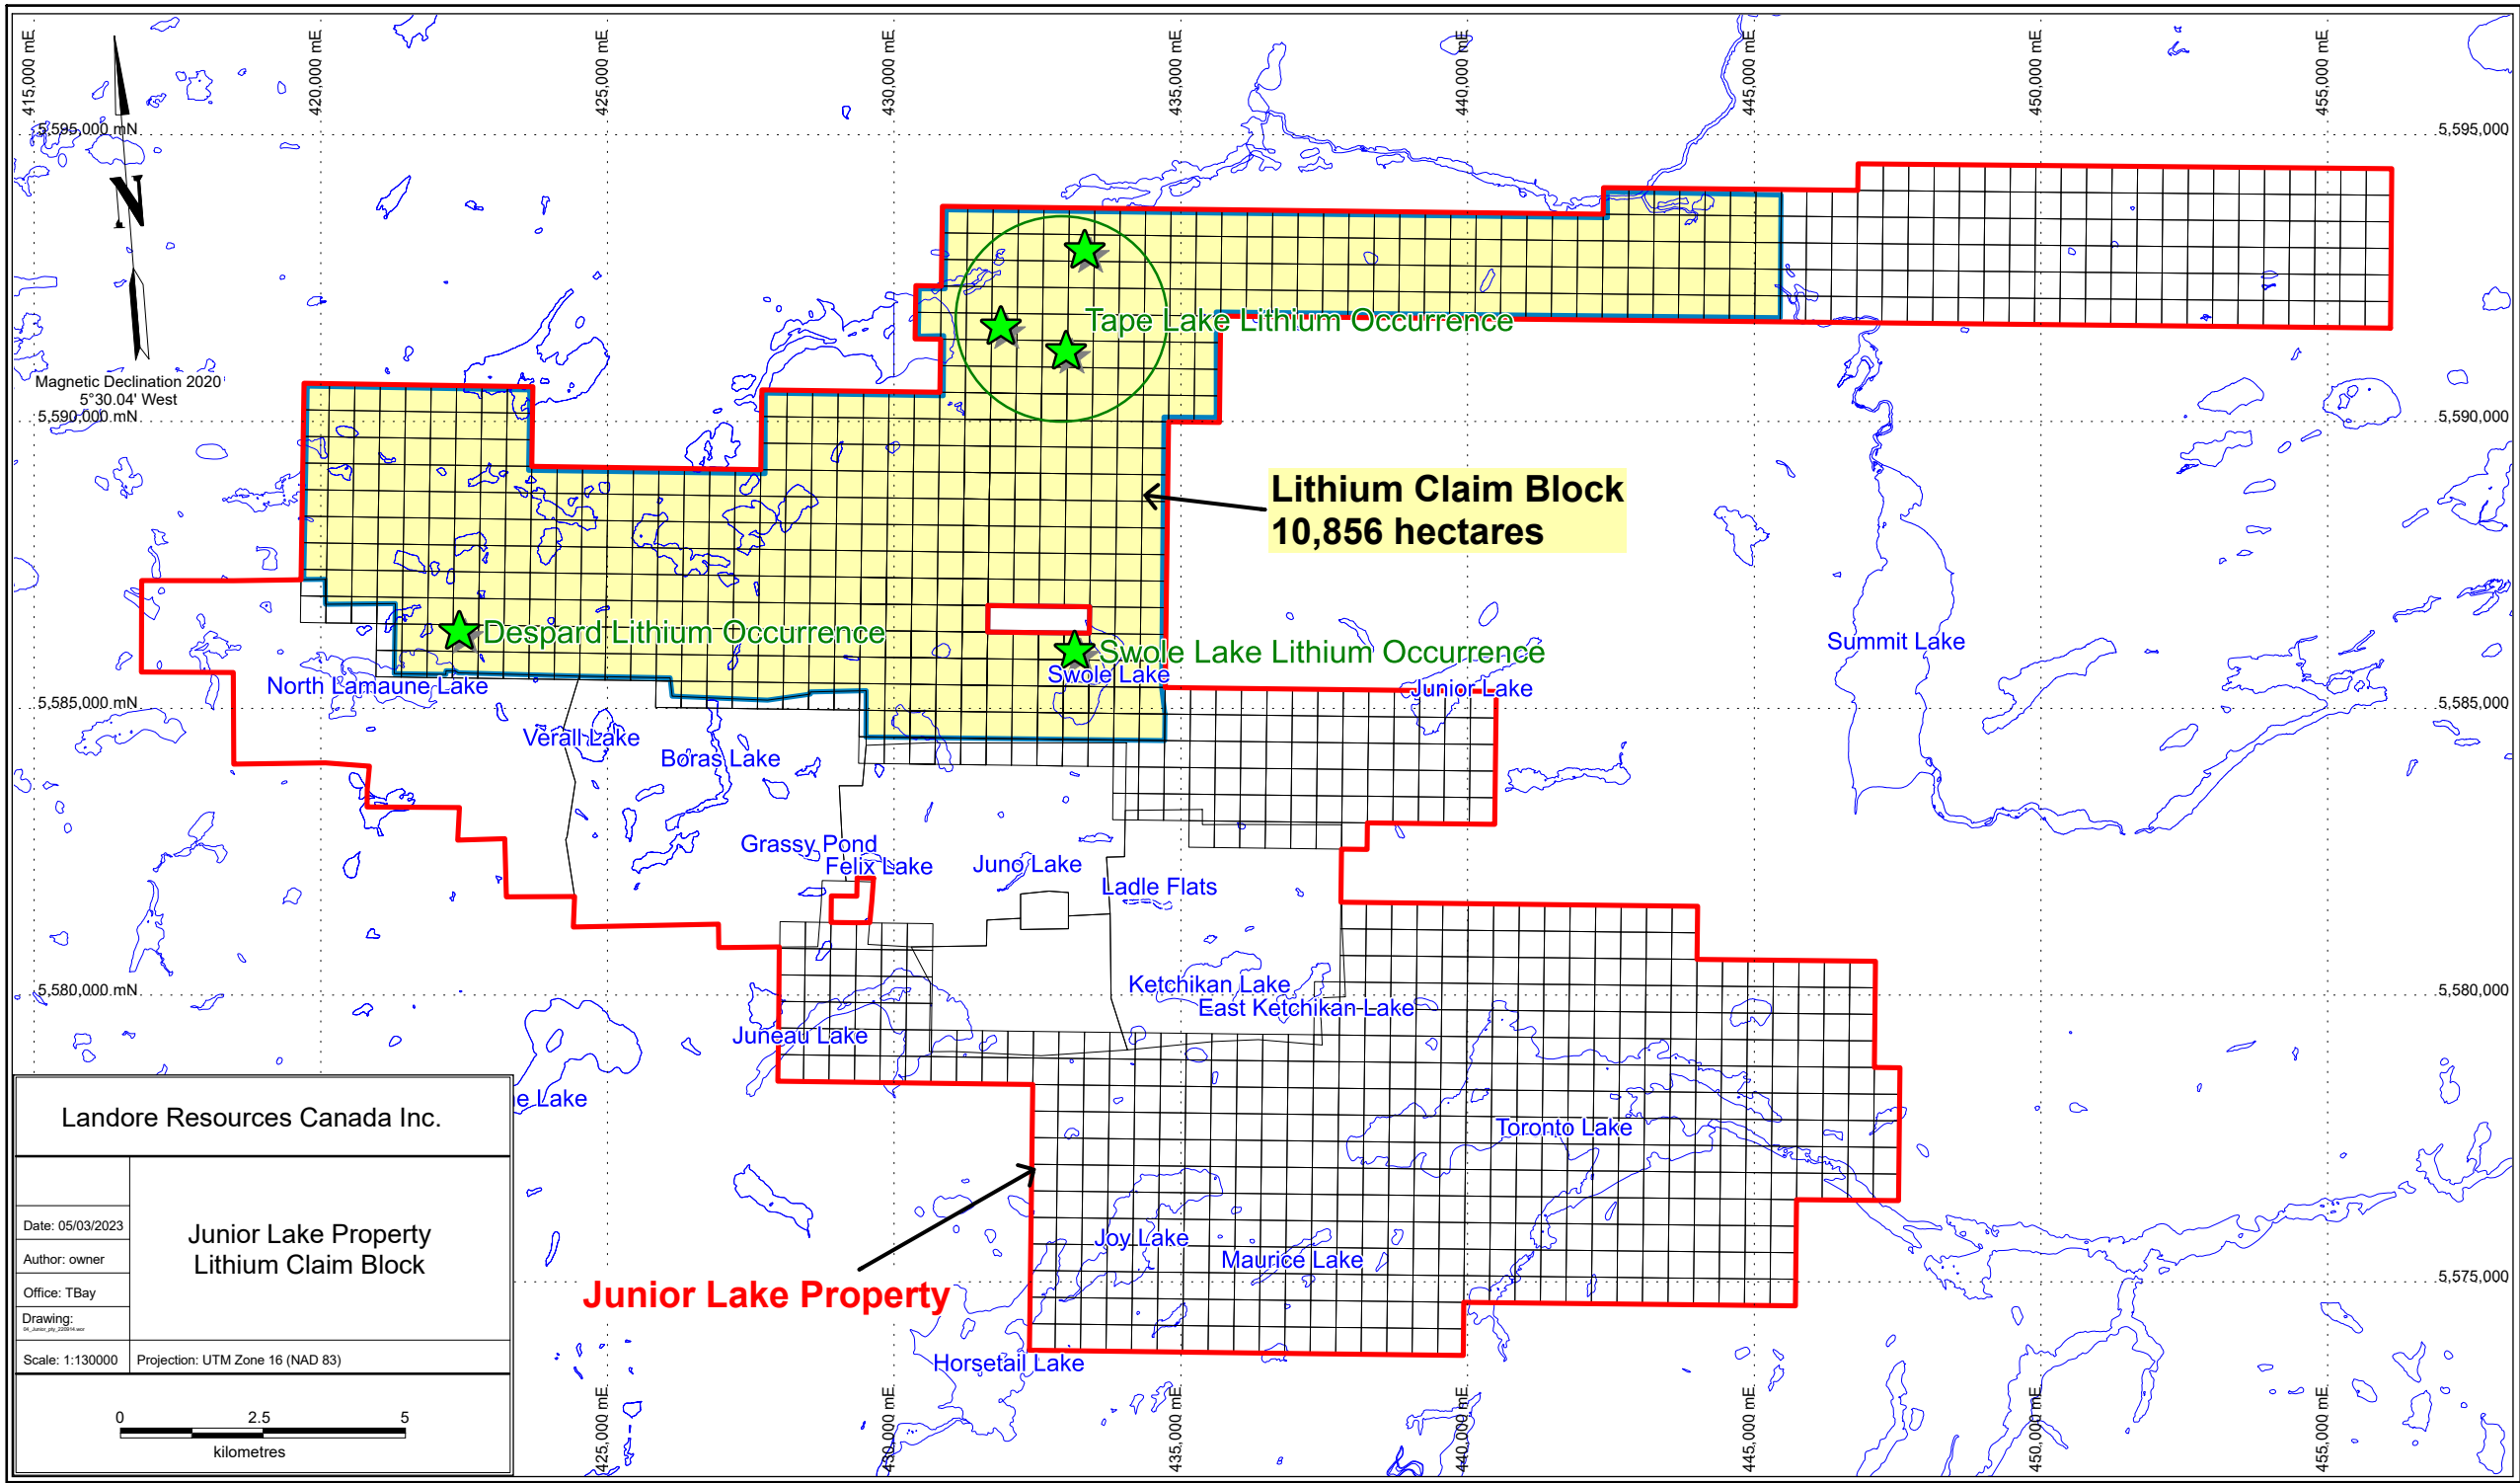 415,000 mE
420,000 mE
425,000 mE
430,000 mE
435,000 mE
440,000 mE
445,000 mE
450,000 mE
455,000 mE
5,595,000 mN
5,595,000
N
Magnetic Declination 2020
5°30.04' West
5,590,000 mN
5,590,000
Tape Lake Lithium Occurrence
Lithium Claim Block
10,856 hectares
Despard Lithium Occurrence
Swole Lake Lithium Occurrence
Summit Lake
Swole Lake
North Lamaune Lake
Junior Lake
5,585,000 mN
5,585,000
Verall Lake
Boras Lake
Grassy Pond
Felix Lake
Juno Lake
Ladle Flats
Ketchikan Lake
East Ketchikan Lake
5,580,000 mN
5,580,000
Juneau Lake
e Lake
Toronto Lake
Joy Lake
Maurice Lake
Junior Lake Property
5,575,000
Horsetail Lake
425,000 mE
430,000 mE
435,000 mE
440,000 mE
445,000 mE
450,000 mE
455,000 mE
Landore Resources Canada Inc.
Junior Lake Property
Lithium Claim Block
Date: 05/03/2023
Author: owner
Office: TBay
Drawing:
Scale: 1:130000
Projection: UTM Zone 16 (NAD 83)
0 2.5 5
kilometres